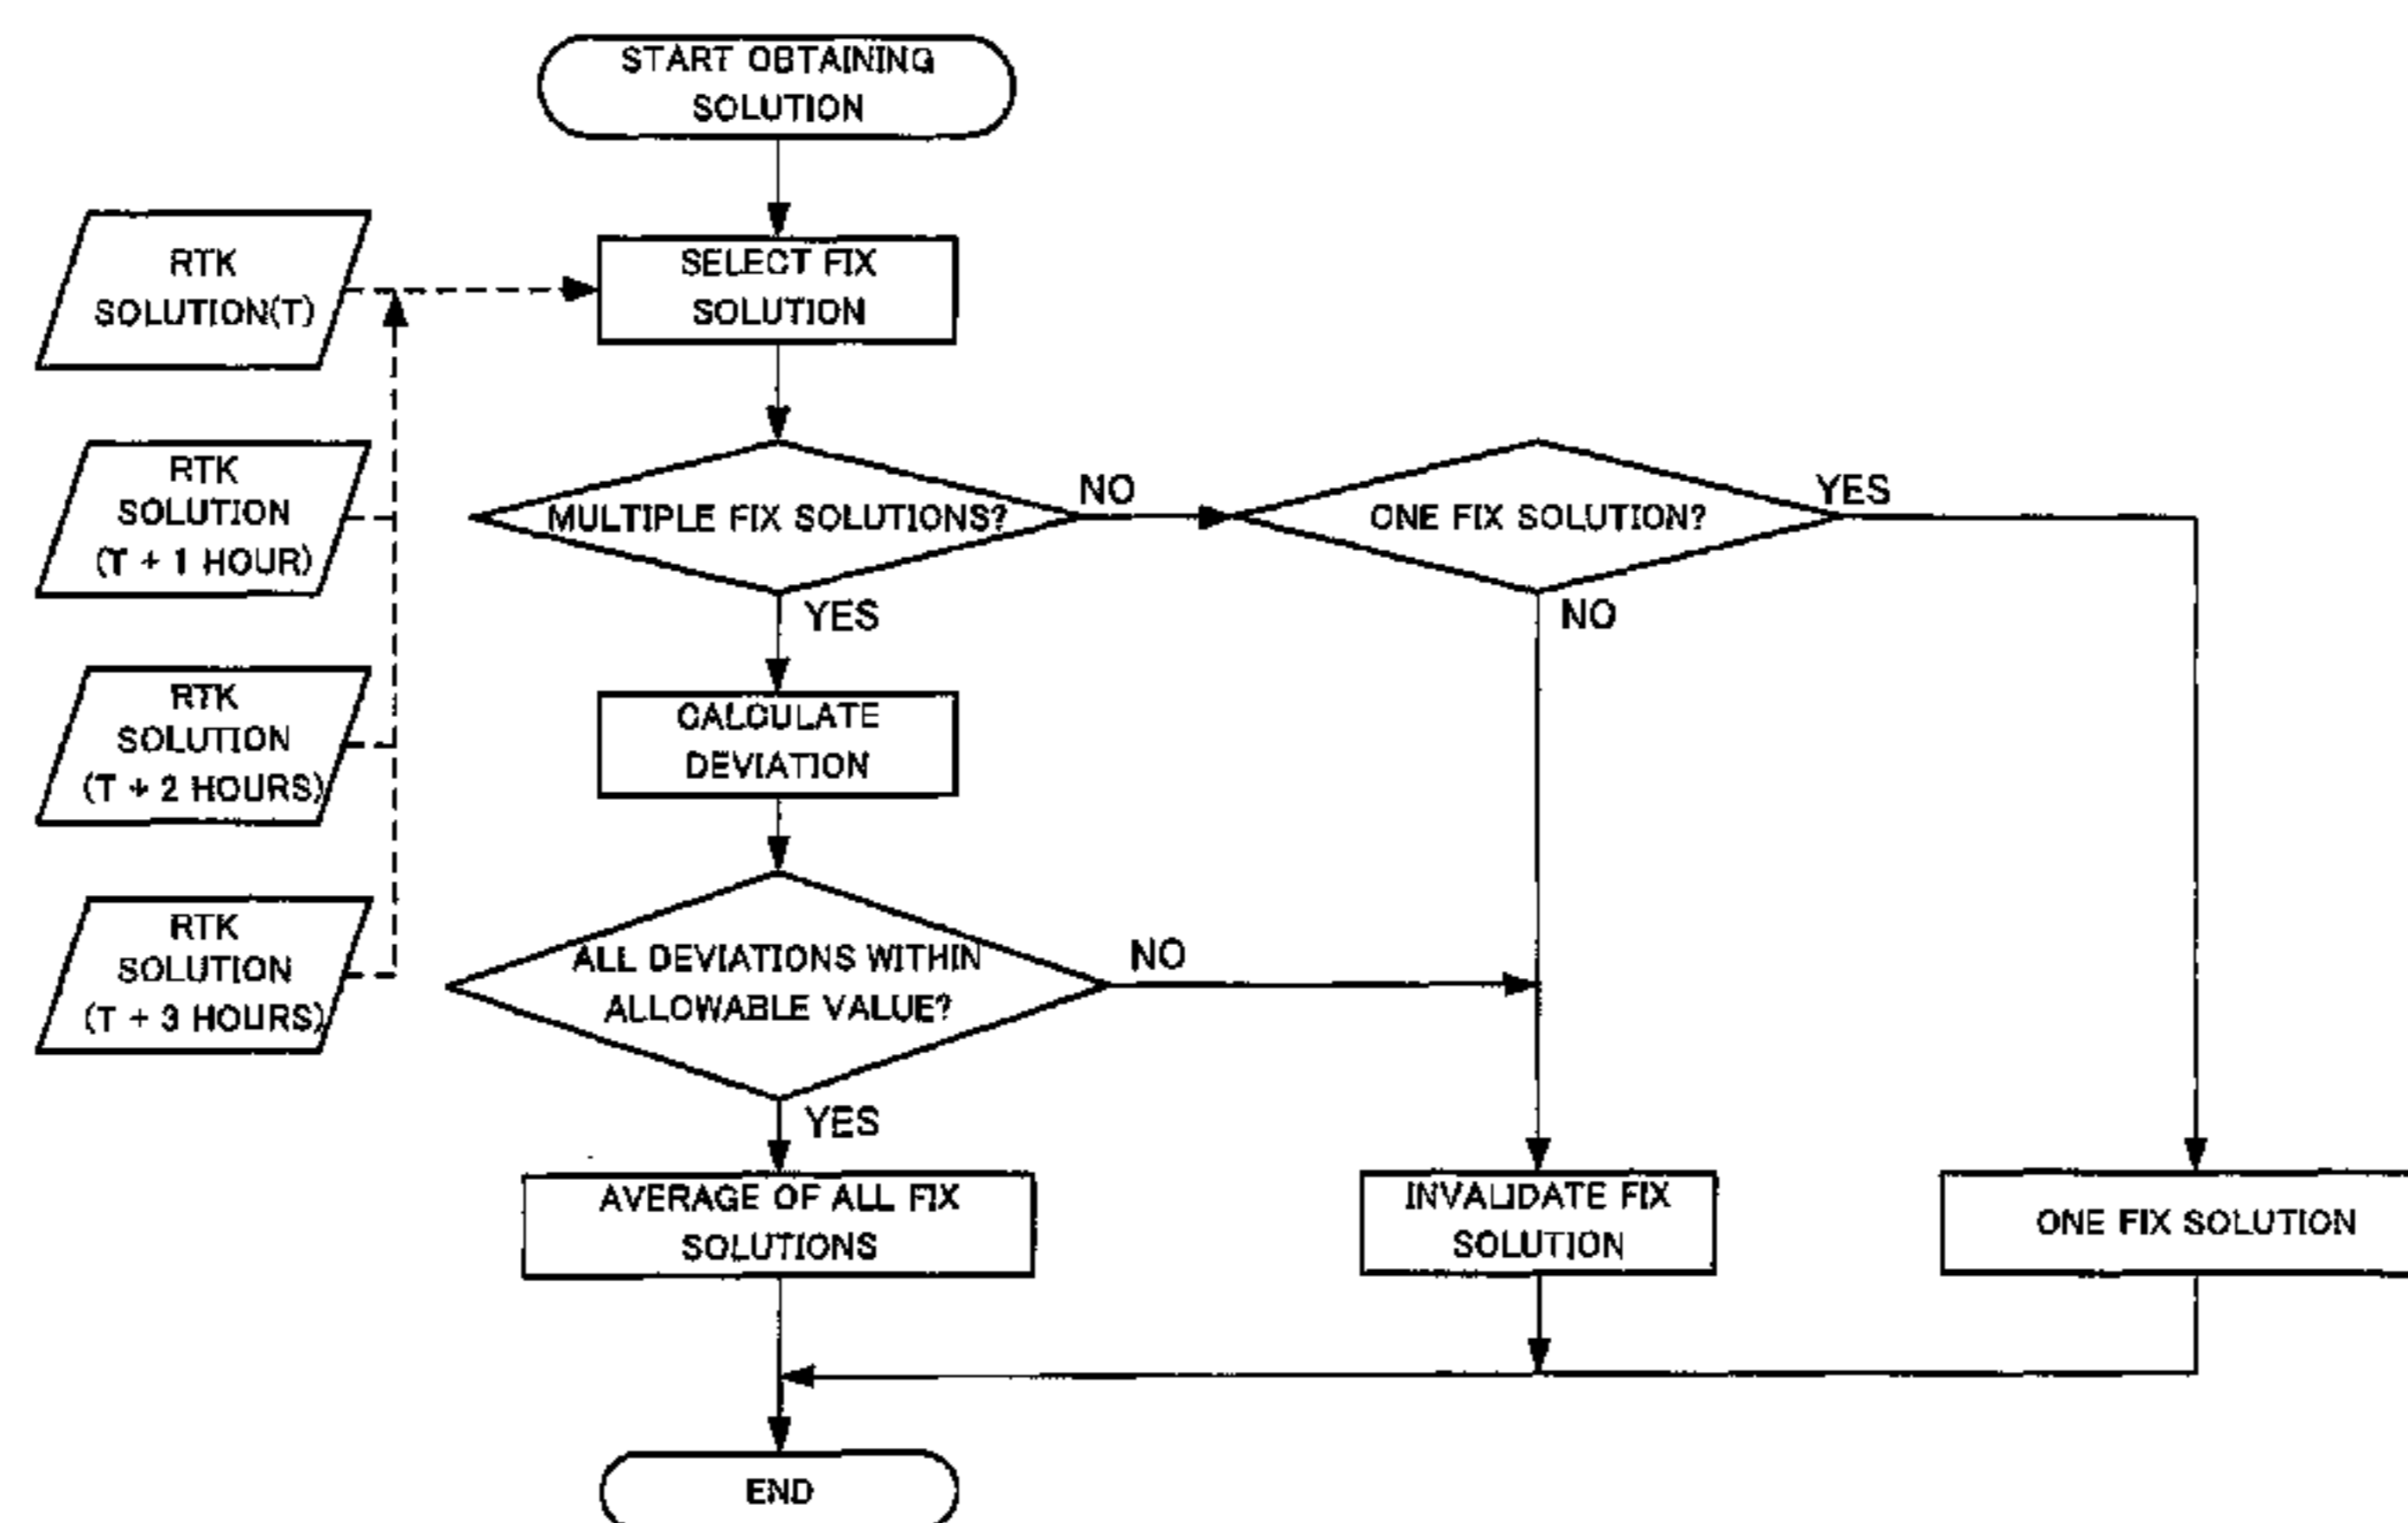 START OBTAINING
SOLUTION
RTK
SOLUTION(T)
SELECT FIX
SOLUTION
RTK
SOLUTION
(T + 1 HOUR)
MULTIPLE FIX SOLUTIONS?
NO
ONE FIX SOLUTION?
YES
YES
NO
RTK
SOLUTION
(T + 2 HOURS)
CALCULATE
DEVIATION
RTK
SOLUTION
(T + 3 HOURS)
ALL DEVIATIONS WITHIN
ALLOWABLE VALUE?
NO
YES
AVERAGE OF ALL FIX
SOLUTIONS
INVALIDATE FIX
SOLUTION
ONE FIX SOLUTION
END